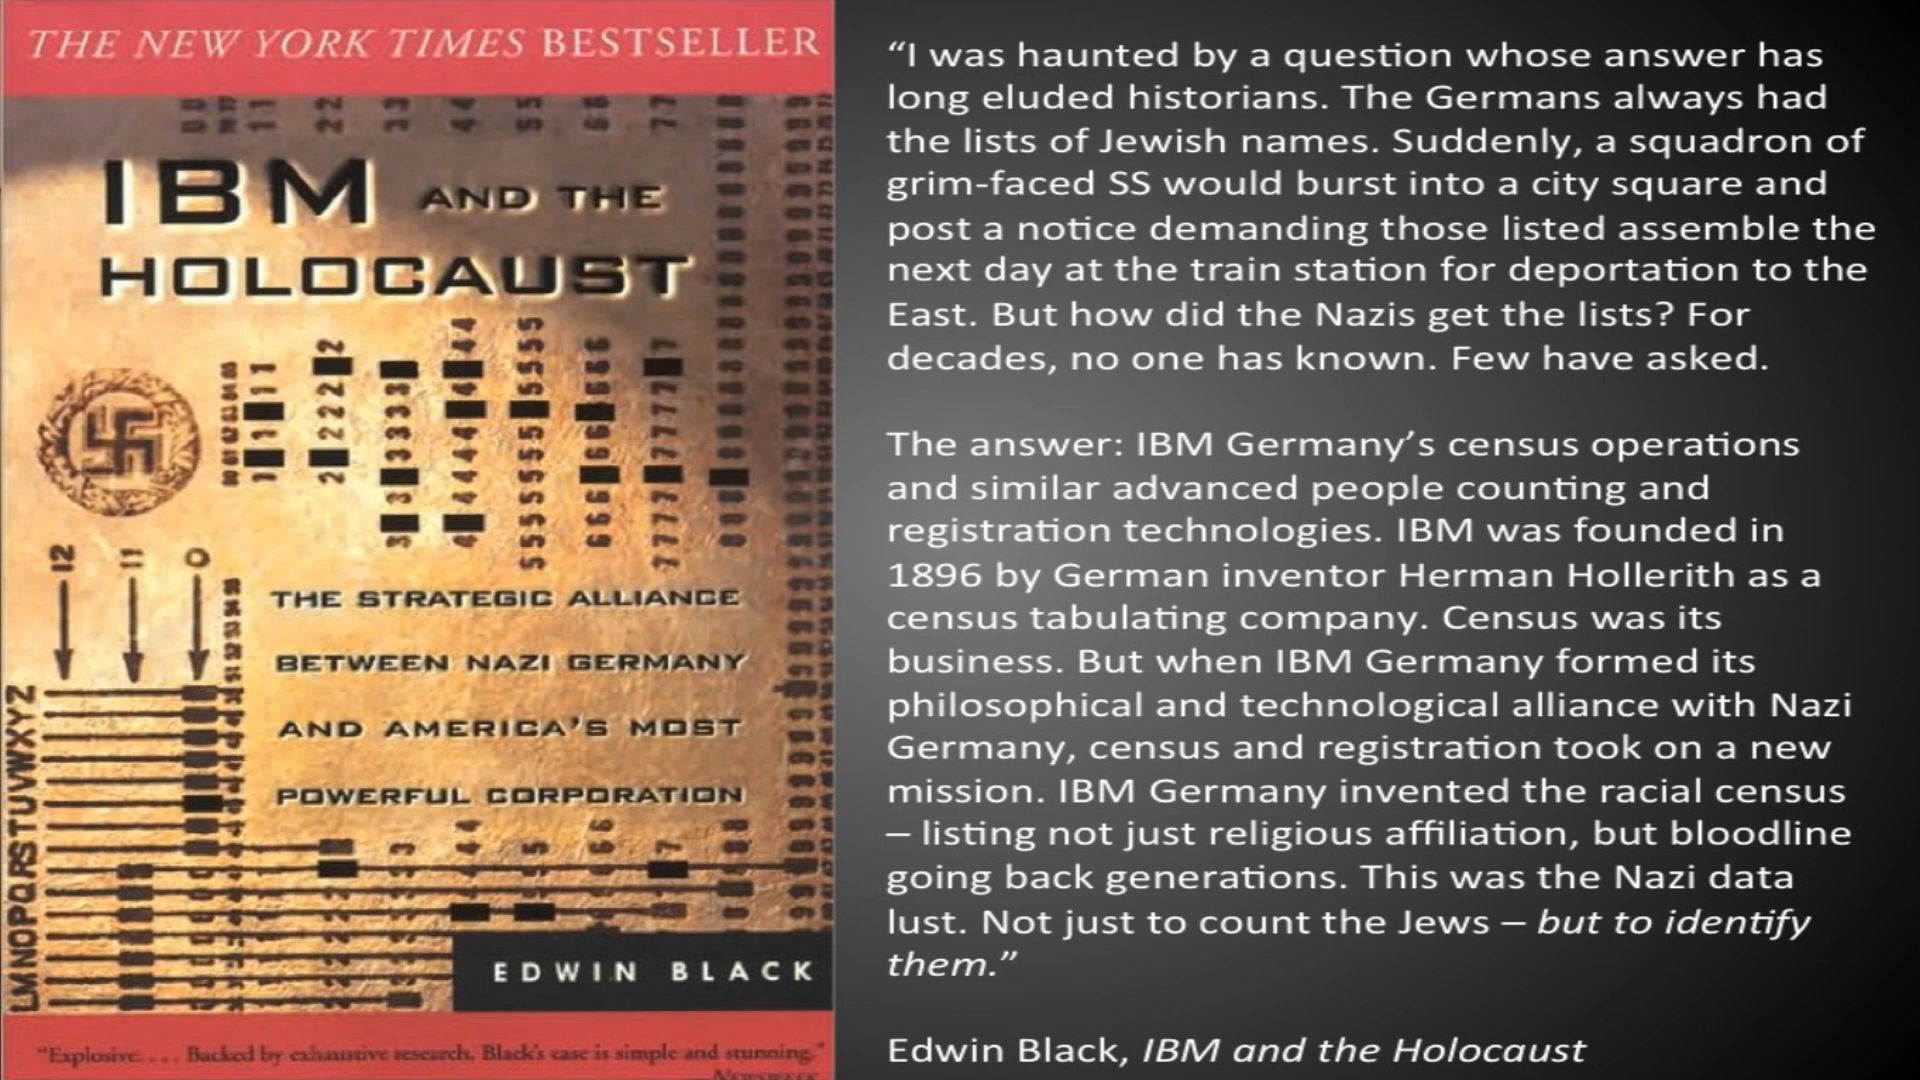 THE NEW YORK TIMES BESTSELLER
IBM AND THE
HOLOCAUST
THE STRATEGIC ALLIANCE
BETWEEN NAZI GERMANY
AND AMERICA'S MOST
POWERFUL CORPORATION
12 11 0
LMNOPQRSTUVWXYZ
EDWIN BLACK
"Explosive. . . . Backed by exhaustive research, Black's case is simple and stunning."
—NEWSWEEK
“I was haunted by a question whose answer has
long eluded historians. The Germans always had
the lists of Jewish names. Suddenly, a squadron of
grim-faced SS would burst into a city square and
post a notice demanding those listed assemble the
next day at the train station for deportation to the
East. But how did the Nazis get the lists? For
decades, no one has known. Few have asked.
The answer: IBM Germany’s census operations
and similar advanced people counting and
registration technologies. IBM was founded in
1896 by German inventor Herman Hollerith as a
census tabulating company. Census was its
business. But when IBM Germany formed its
philosophical and technological alliance with Nazi
Germany, census and registration took on a new
mission. IBM Germany invented the racial census
– listing not just religious affiliation, but bloodline
going back generations. This was the Nazi data
lust. Not just to count the Jews – but to identify
them.”
Edwin Black, IBM and the Holocaust